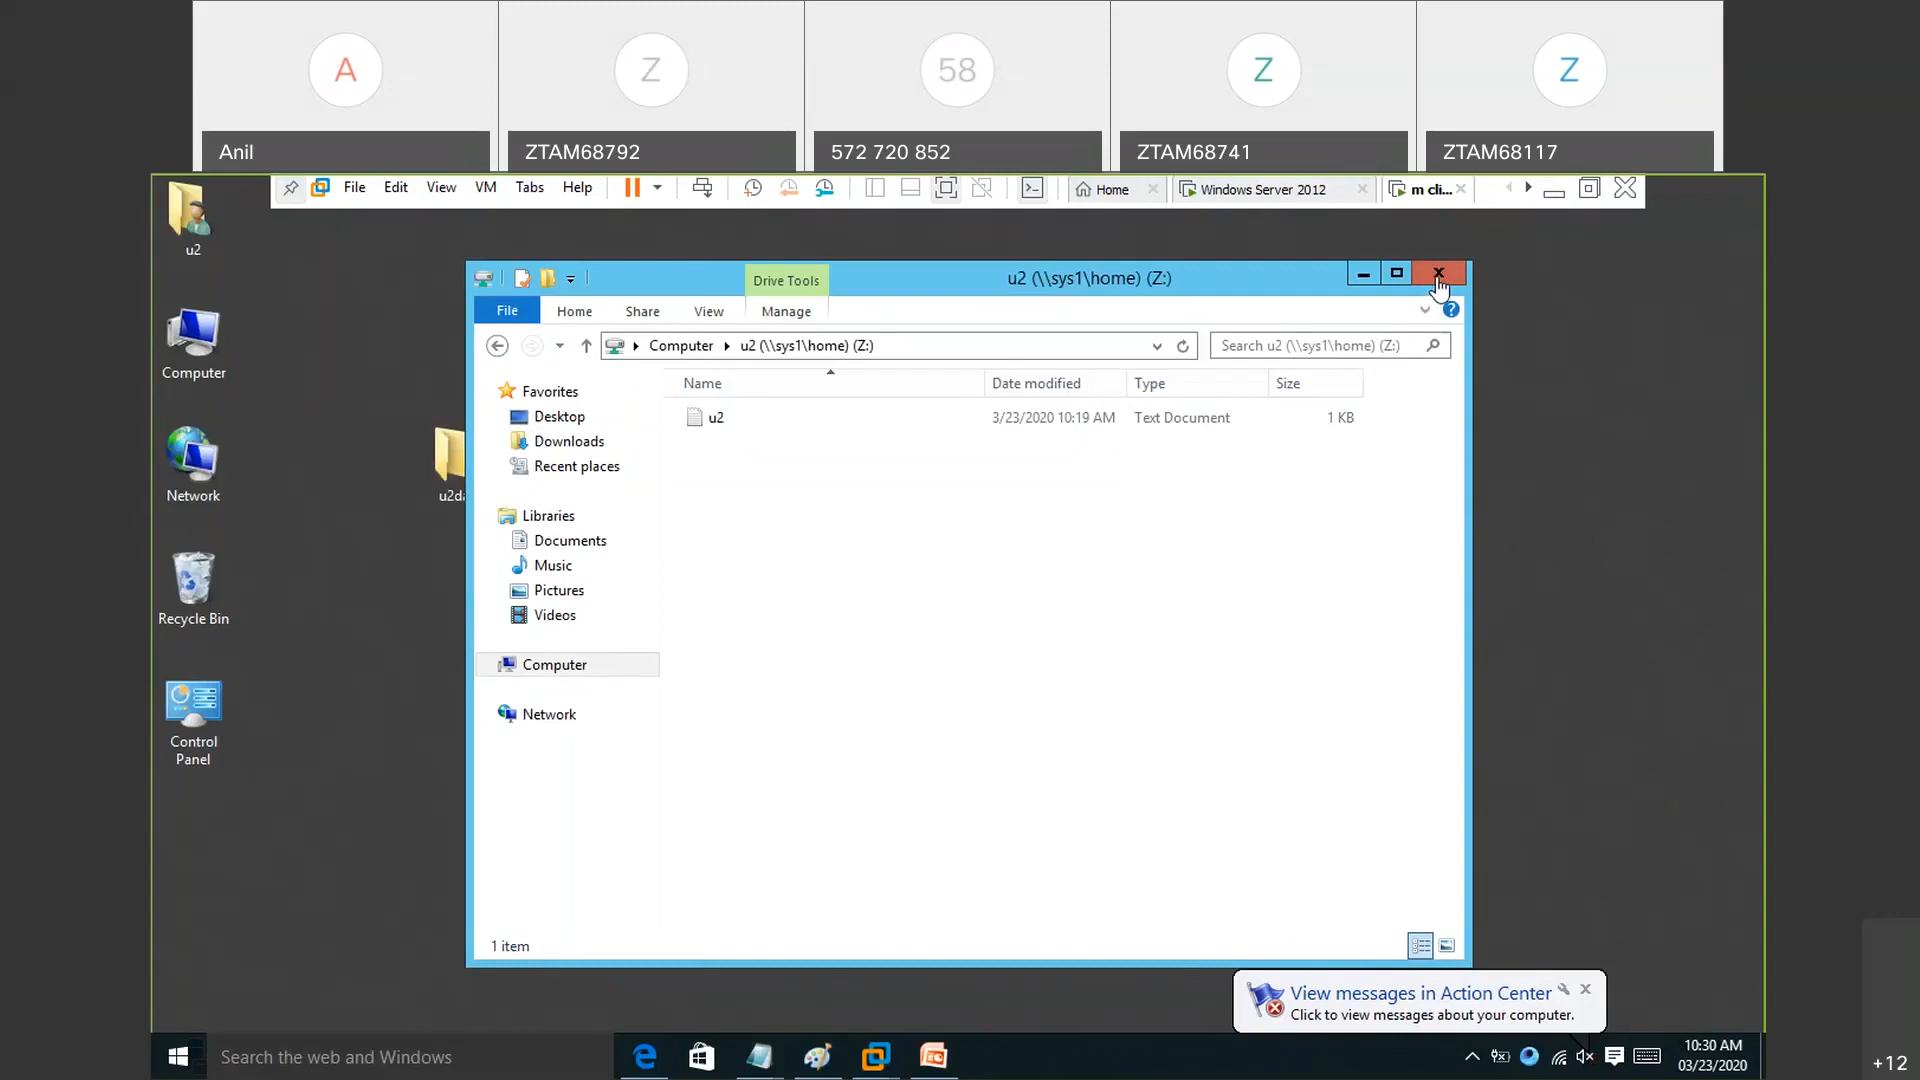 A
Z
58
Z
Z
Anil
ZTAM68792
572 720 852
ZTAM68741
ZTAM68117
File Edit View VM Tabs Help
Home
Windows Server 2012
m cli...
u2
Computer
Network
Recycle Bin
Control
Panel
u2da
Drive Tools
u2 (\\sys1\home) (Z:)
File Home Share View Manage
Computer u2 (\\sys1\home) (Z:)
Search u2 (\\sys1\home) (Z:)
Name Date modified Type Size
u2 3/23/2020 10:19 AM Text Document 1 KB
Favorites
Desktop
Downloads
Recent places
Libraries
Documents
Music
Pictures
Videos
Computer
Network
1 item
View messages in Action Center
Click to view messages about your computer.
Search the web and Windows
10:30 AM
03/23/2020
+12